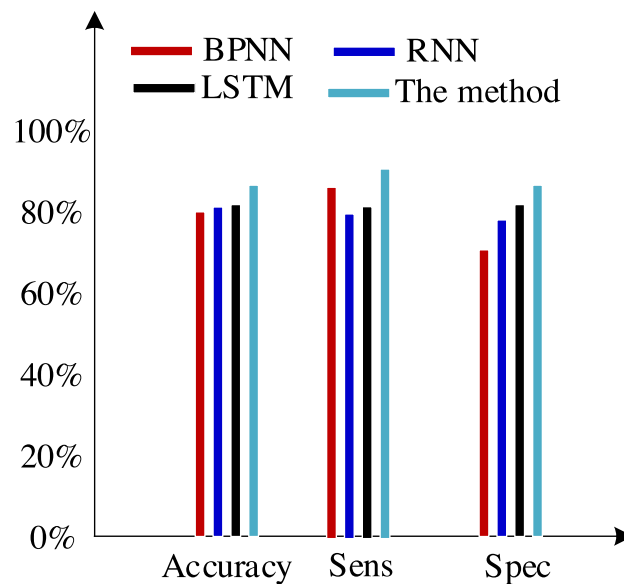 BPNN RNN
LSTM The method
100%
80%
60%
40%
20%
0%
Accuracy Sens Spec